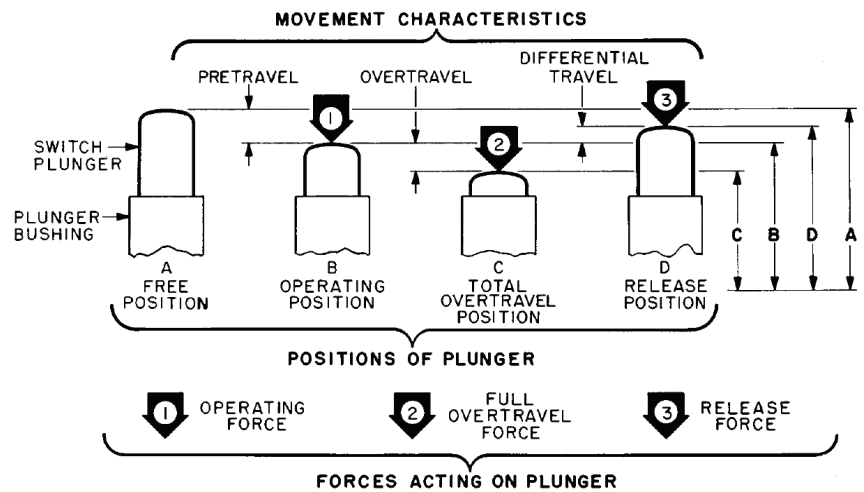 MOVEMENT CHARACTERISTICS
PRETRAVEL
OVERTRAVEL
DIFFERENTIAL
TRAVEL
1
2
3
SWITCH
PLUNGER
PLUNGER
BUSHING
C
B
D
A
A
FREE
POSITION
B
OPERATING
POSITION
C
TOTAL
OVERTRAVEL
POSITION
D
RELEASE
POSITION
POSITIONS OF PLUNGER
1
OPERATING
FORCE
2
FULL
OVERTRAVEL
FORCE
3
RELEASE
FORCE
FORCES ACTING ON PLUNGER